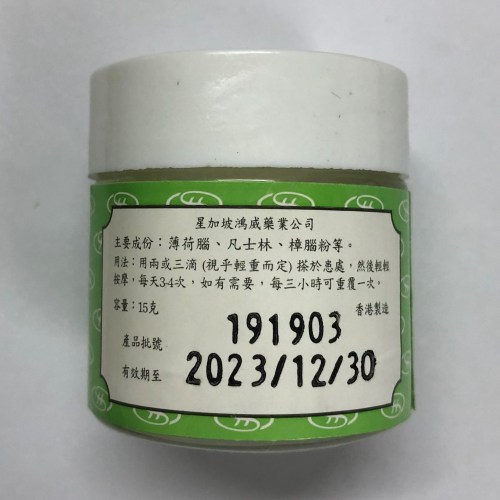 星加坡鴻威藥業公司
主要成份：薄荷腦、凡士林、樟腦粉等。
用法：用兩或三滴 (視乎輕重而定) 搽於患處，然後輕輕
按摩，每天3-4次，如有需要，每三小時可重覆一次。
容量：15克
香港製造
產品批號 191903
有效期至 2023/12/30